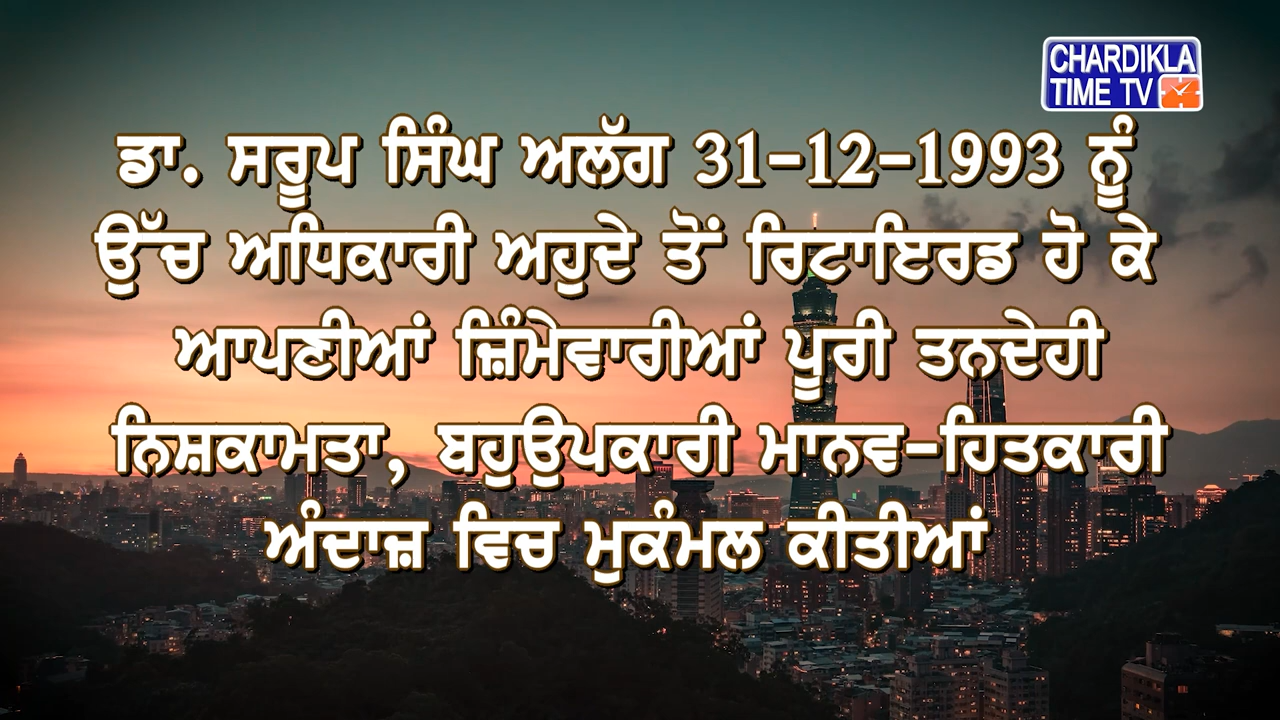 CHARDIKLA
TIME TV
ਡਾ. ਸਰੂਪ ਸਿੰਘ ਅਲੱਗ 31-12-1993 ਨੂੰ
ਉੱਚ ਅਧਿਕਾਰੀ ਅਹੁਦੇ ਤੋਂ ਰਿਟਾਇਰਡ ਹੋ ਕੇ
ਆਪਣੀਆਂ ਜ਼ਿੰਮੇਵਾਰੀਆਂ ਪੂਰੀ ਤਨਦੇਹੀ
ਨਿਸ਼ਕਾਮਤਾ, ਬਹੁਉਪਕਾਰੀ ਮਾਨਵ-ਹਿਤਕਾਰੀ
ਅੰਦਾਜ਼ ਵਿਚ ਮੁਕੰਮਲ ਕੀਤੀਆਂ